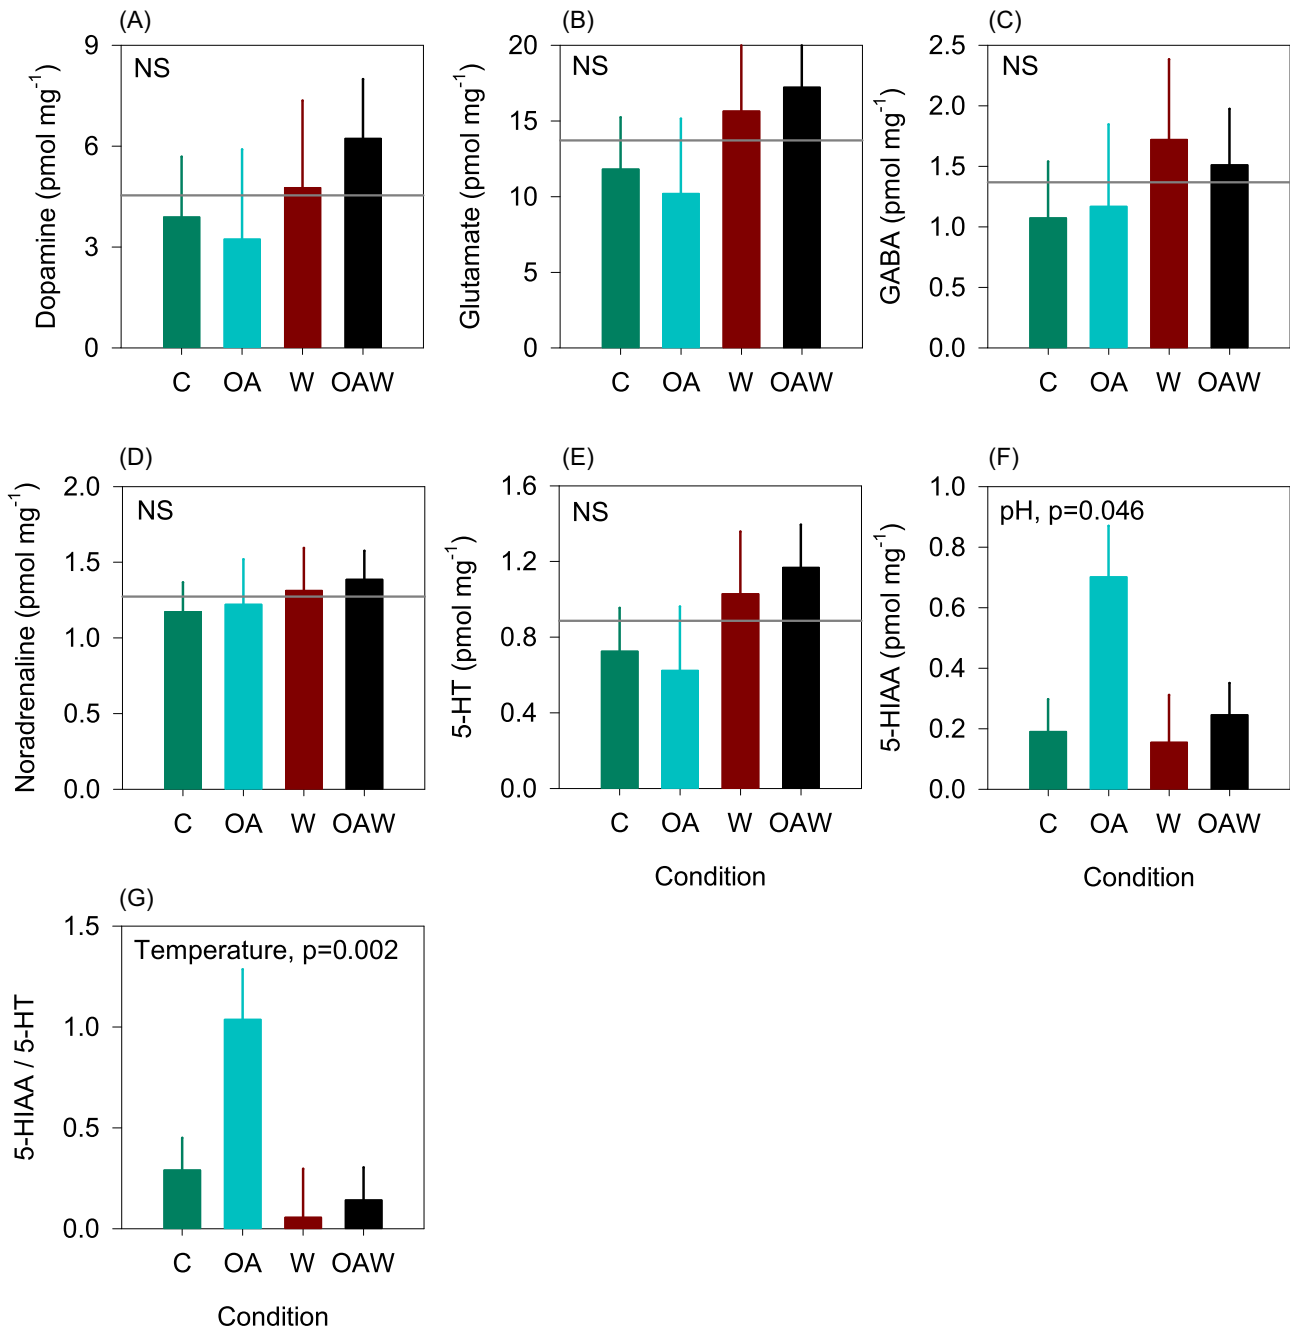 (A)
NS
Dopamine (pmol mg-1)
9
6
3
0
C OA W OAW
(B)
NS
Glutamate (pmol mg-1)
20
15
10
5
0
C OA W OAW
(C)
NS
GABA (pmol mg-1)
2.5
2.0
1.5
1.0
0.5
0.0
C OA W OAW
(D)
NS
Noradrenaline (pmol mg-1)
2.0
1.5
1.0
0.5
0.0
C OA W OAW
(E)
NS
5-HT (pmol mg-1)
1.6
1.2
0.8
0.4
0.0
C OA W OAW
Condition
(F)
pH, p=0.046
5-HIAA (pmol mg-1)
1.0
0.8
0.6
0.4
0.2
0.0
C OA W OAW
Condition
(G)
Temperature, p=0.002
5-HIAA / 5-HT
1.5
1.0
0.5
0.0
C OA W OAW
Condition